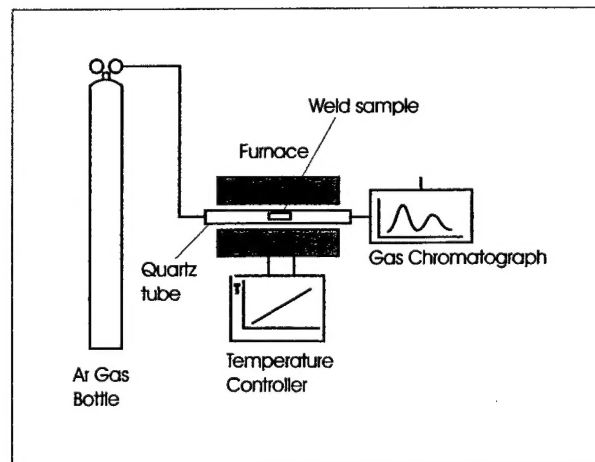 Weld sample
Furnace
Quartz
tube
Gas Chromatograph
T
Temperature
Controller
Ar Gas
Bottle